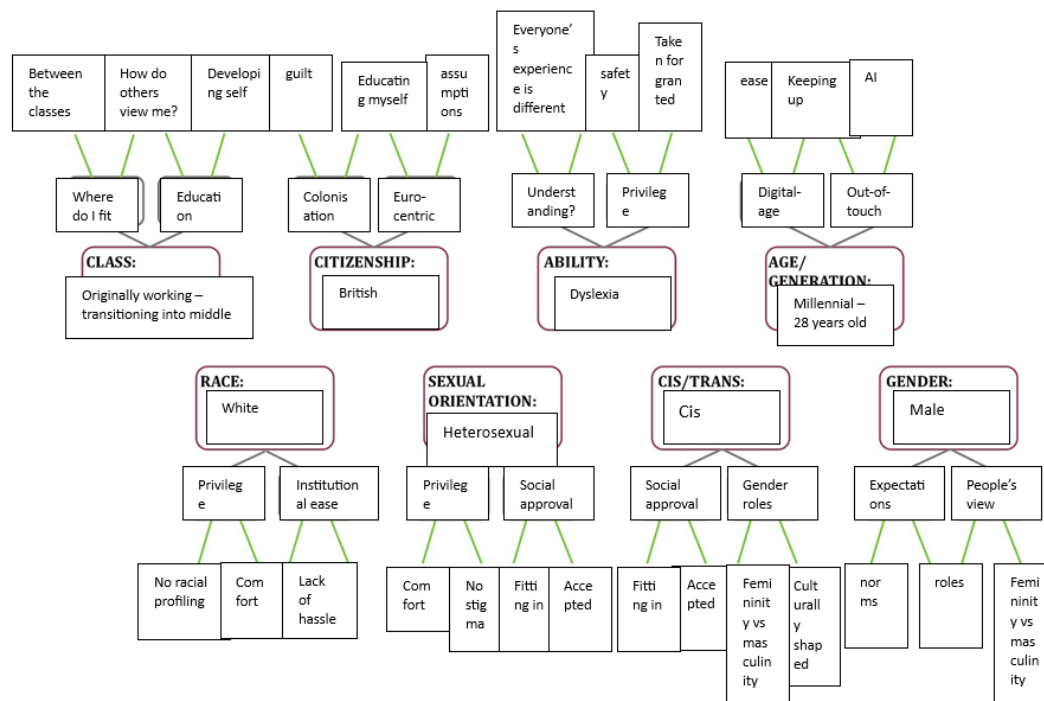 Between
the
classes
How do
others
view me?
Developi
ng self
guilt
Educatin
g myself
assu
mpti
ons
Everyone'
s
experienc
e is
different
safet
y
Take
n for
gran
ted
ease
Keeping
up
AI
Where
do I fit
Educati
on
Colonis
ation
Euro-
centric
Underst
anding?
Privileg
e
Digital-
age
Out-of-
touch
CLASS:
Originally working –
transitioning into middle
CITIZENSHIP:
British
ABILITY:
Dyslexia
AGE/
GENERATION:
Millennial –
28 years old
RACE:
White
SEXUAL
ORIENTATION:
Heterosexual
CIS/TRANS:
Cis
GENDER:
Male
Privileg
e
Institution
al ease
Privileg
e
Social
approval
Social
approval
Gender
roles
Expectati
ons
People's
view
No racial
profiling
Com
fort
Lack
of
hassle
Com
fort
No
stig
ma
Fitti
ng in
Acce
pted
Fitti
ng in
Acce
pted
Femi
ninit
y vs
mas
culin
ity
Cult
urall
y
shap
ed
nor
ms
roles
Femi
ninit
y vs
mas
culin
ity